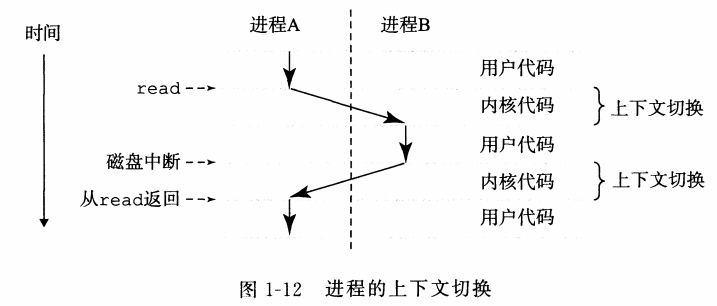 时间
进程A
进程B
用户代码
read
内核代码
上下文切换
用户代码
磁盘中断
内核代码
上下文切换
从read返回
用户代码
图 1-12 进程的上下文切换